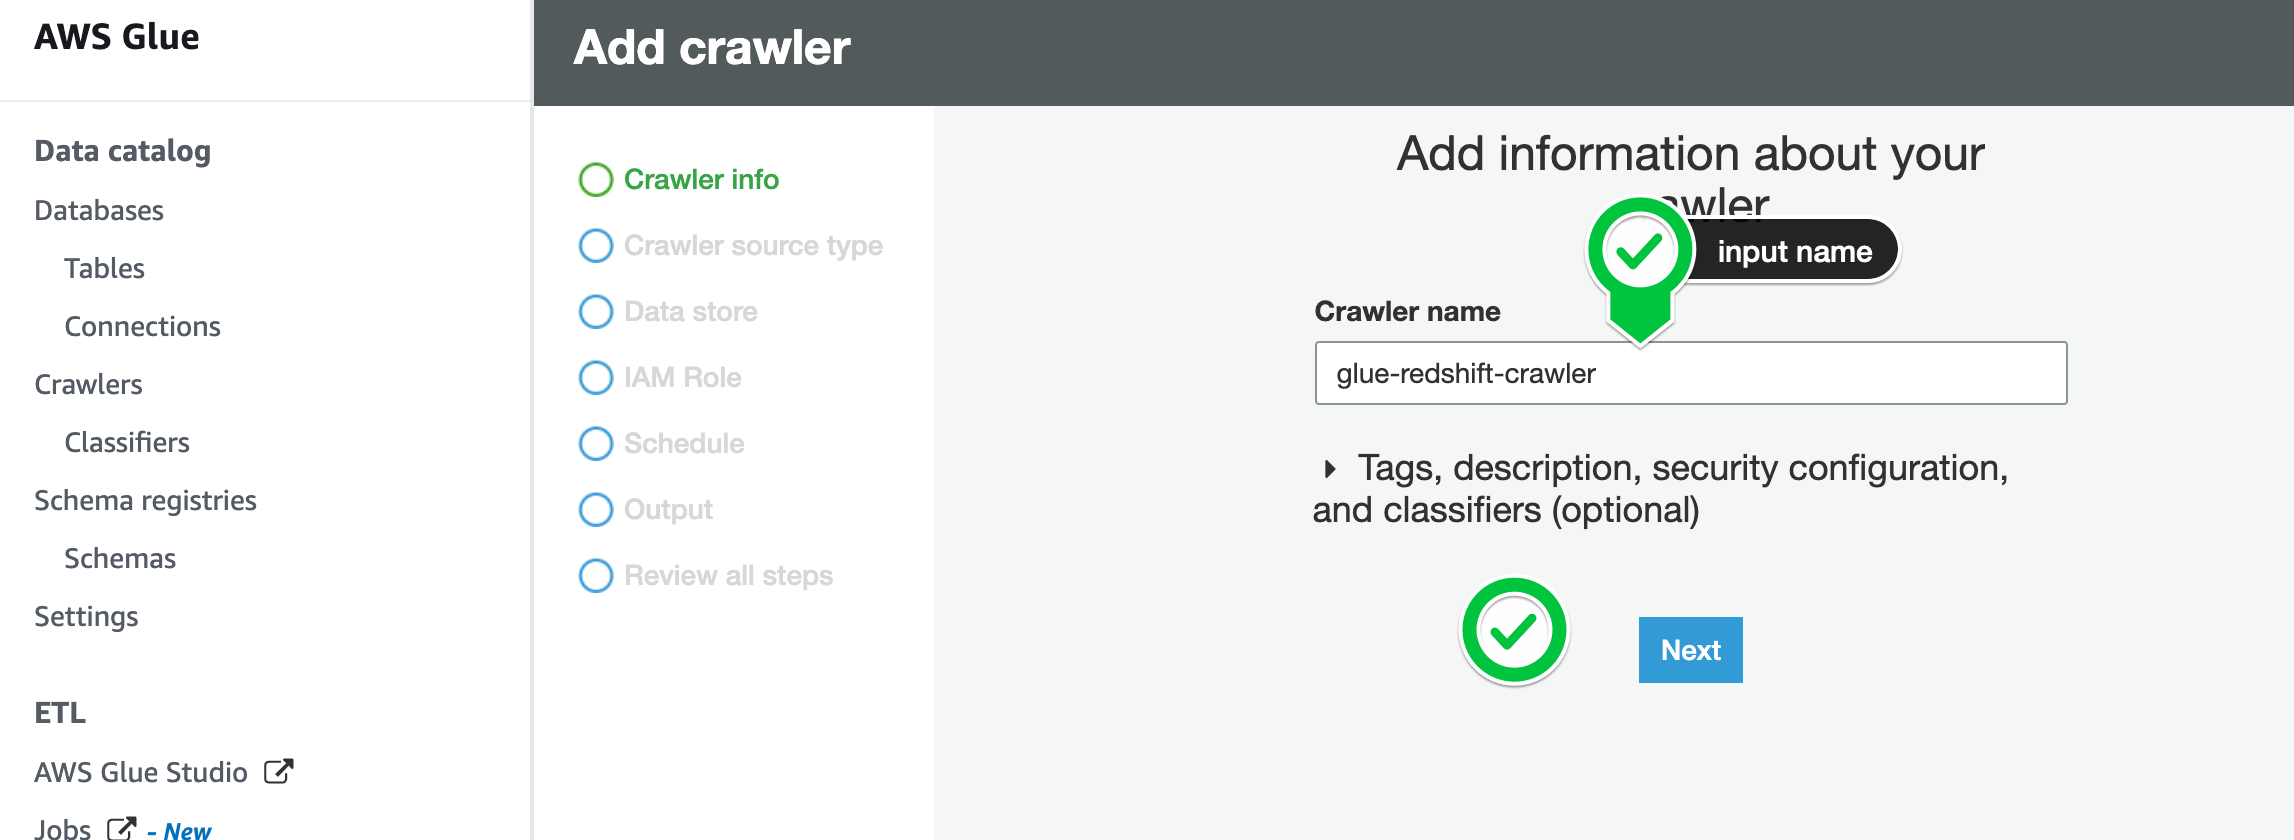 AWS Glue
Data catalog
Databases
Tables
Connections
Crawlers
Classifiers
Schema registries
Schemas
Settings
ETL
AWS Glue Studio
Jobs - New
Add crawler
Crawler info
Crawler source type
Data store
IAM Role
Schedule
Output
Review all steps
Add information about your
awler
input name
Crawler name
glue-redshift-crawler
Tags, description, security configuration,
and classifiers (optional)
Next